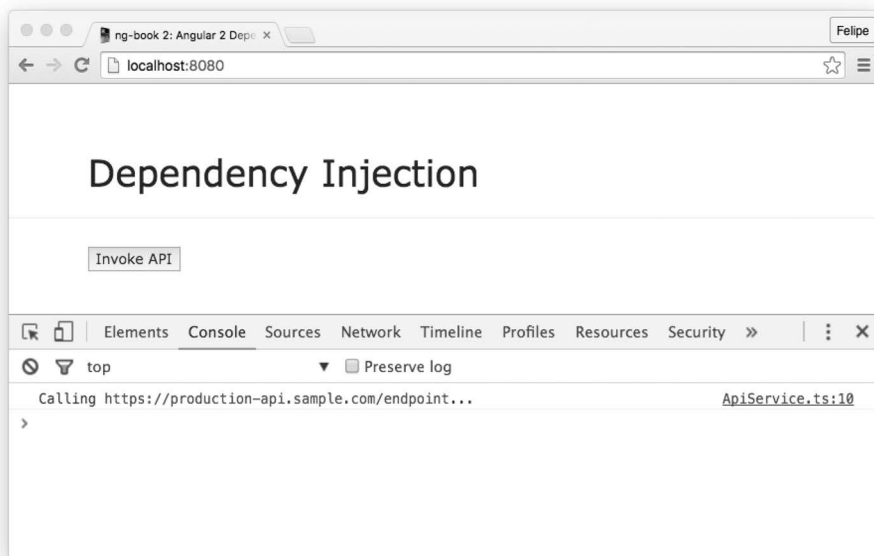 ng-book 2: Angular 2 Depe
Felipe
localhost:8080
Dependency Injection
Invoke API
Elements Console Sources Network Timeline Profiles Resources Security »
top Preserve log
Calling https://production-api.sample.com/endpoint... ApiService.ts:10
>